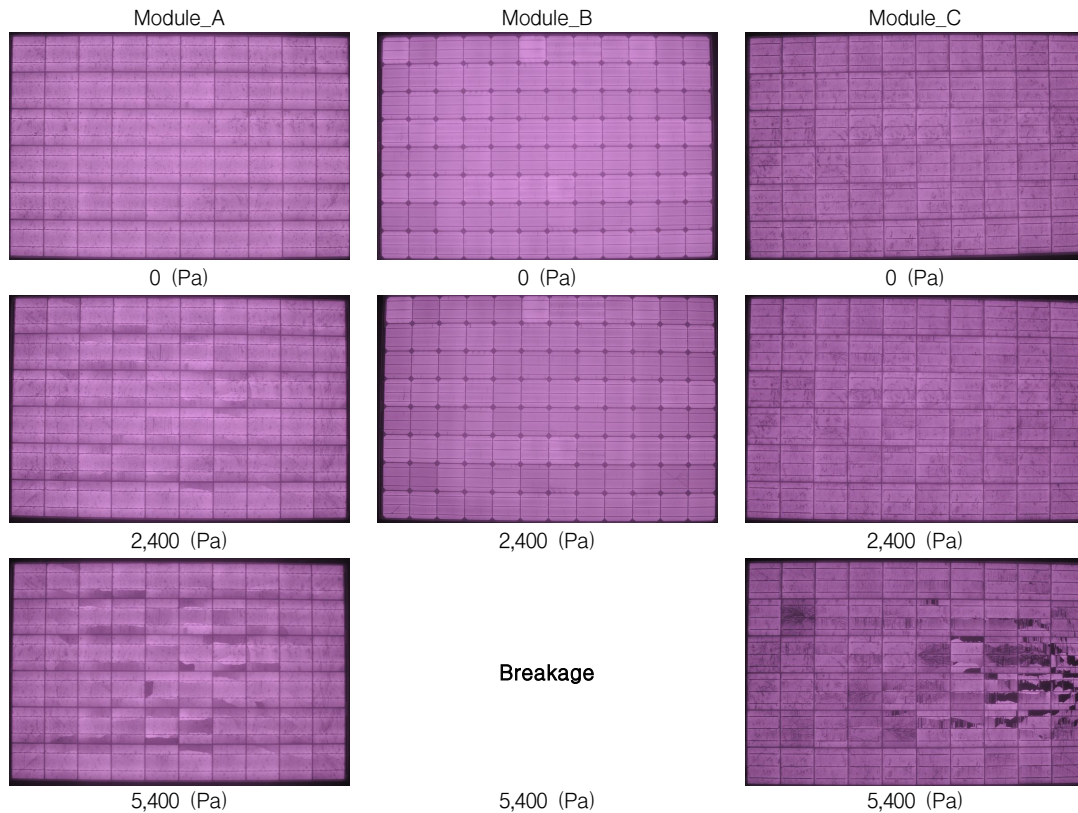 Module_A Module_B Module_C
0 (Pa) 0 (Pa) 0 (Pa)
2,400 (Pa) 2,400 (Pa) 2,400 (Pa)
Breakage
5,400 (Pa) 5,400 (Pa) 5,400 (Pa)